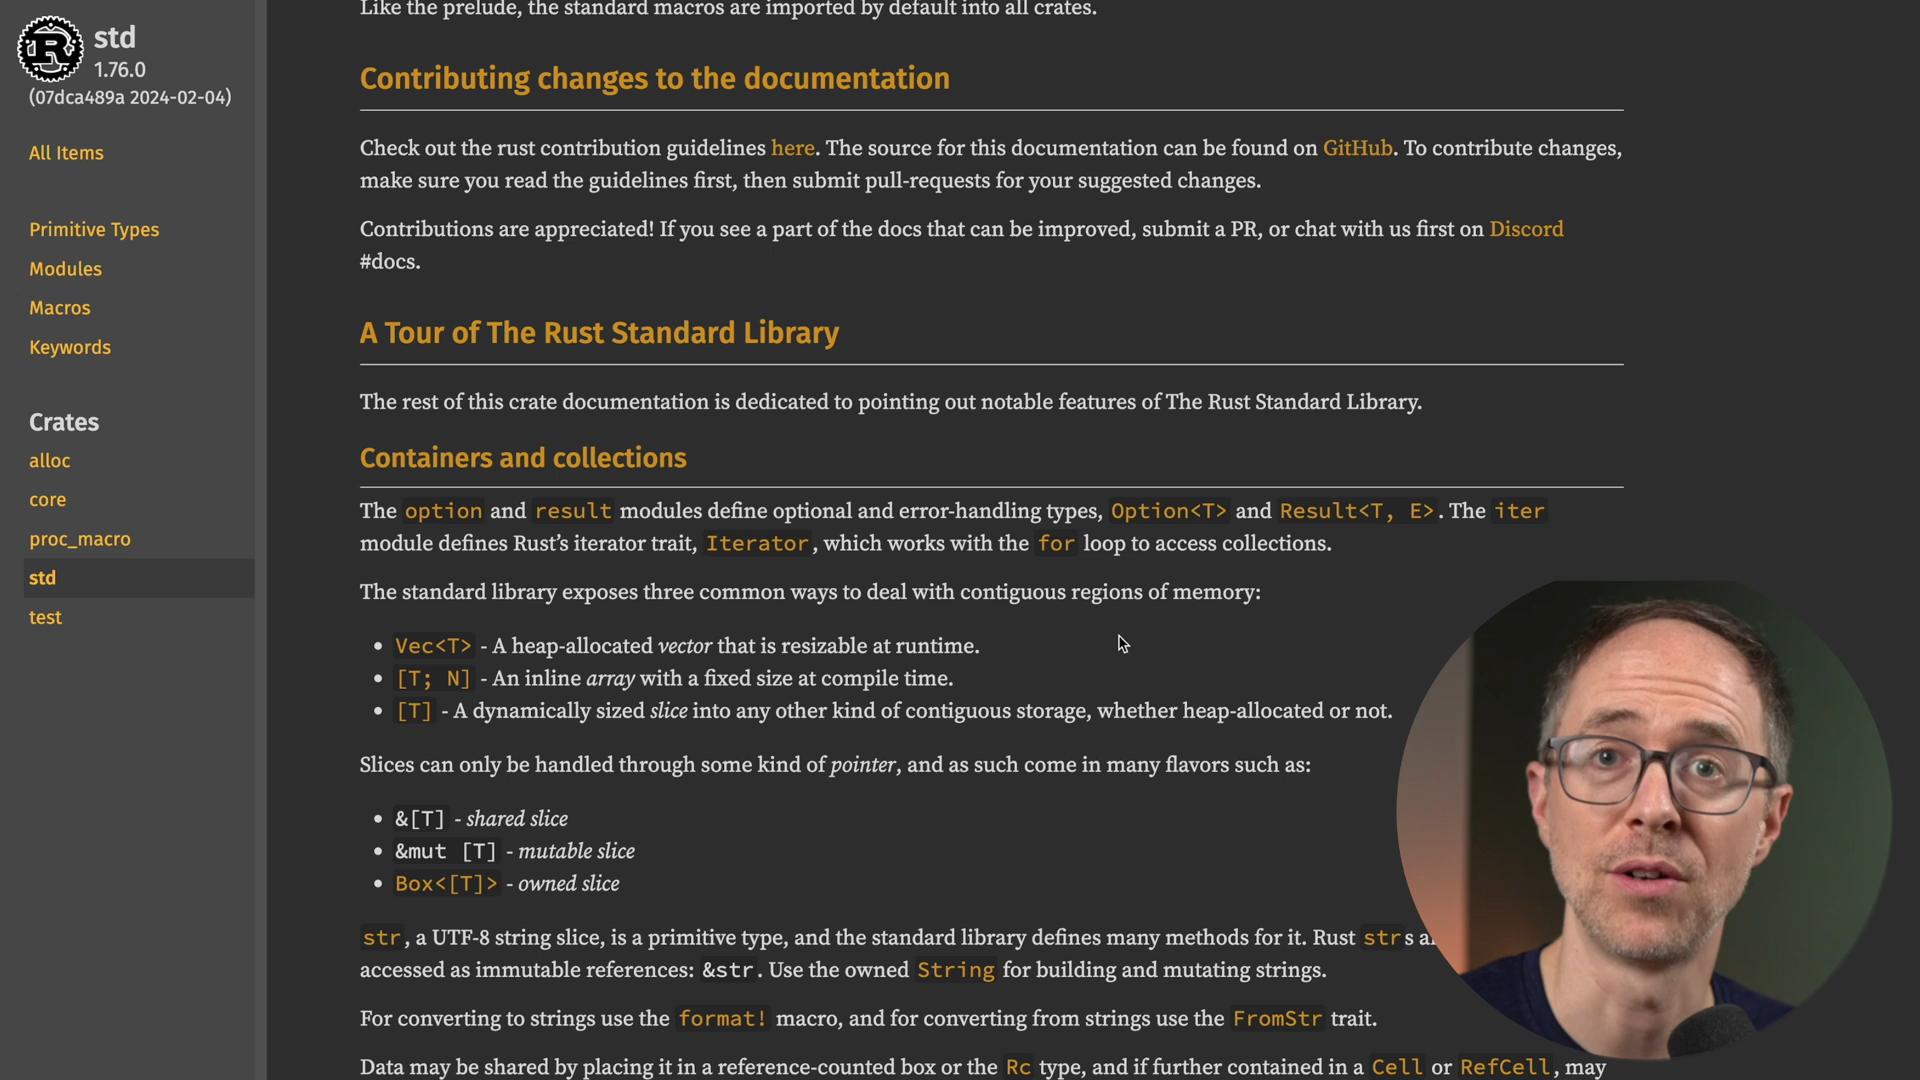 std
1.76.0
(07dca489a 2024-02-04)
All Items
Primitive Types
Modules
Macros
Keywords
Crates
alloc
core
proc_macro
std
test
Like the prelude, the standard macros are imported by default into all crates.
Contributing changes to the documentation
Check out the rust contribution guidelines here. The source for this documentation can be found on GitHub. To contribute changes,
make sure you read the guidelines first, then submit pull-requests for your suggested changes.
Contributions are appreciated! If you see a part of the docs that can be improved, submit a PR, or chat with us first on Discord
#docs.
A Tour of The Rust Standard Library
The rest of this crate documentation is dedicated to pointing out notable features of The Rust Standard Library.
Containers and collections
The option and result modules define optional and error-handling types, Option<T> and Result<T, E>. The iter
module defines Rust’s iterator trait, Iterator, which works with the for loop to access collections.
The standard library exposes three common ways to deal with contiguous regions of memory:
• Vec<T> - A heap-allocated vector that is resizable at runtime.
• [T; N] - An inline array with a fixed size at compile time.
• [T] - A dynamically sized slice into any other kind of contiguous storage, whether heap-allocated or not.
Slices can only be handled through some kind of pointer, and as such come in many flavors such as:
• &[T] - shared slice
• &mut [T] - mutable slice
• Box<[T]> - owned slice
str, a UTF-8 string slice, is a primitive type, and the standard library defines many methods for it. Rust strs
accessed as immutable references: &str. Use the owned String for building and mutating strings.
For converting to strings use the format! macro, and for converting from strings use the FromStr trait.
Data may be shared by placing it in a reference-counted box or the Rc type, and if further contained in a Cell or RefCell, may